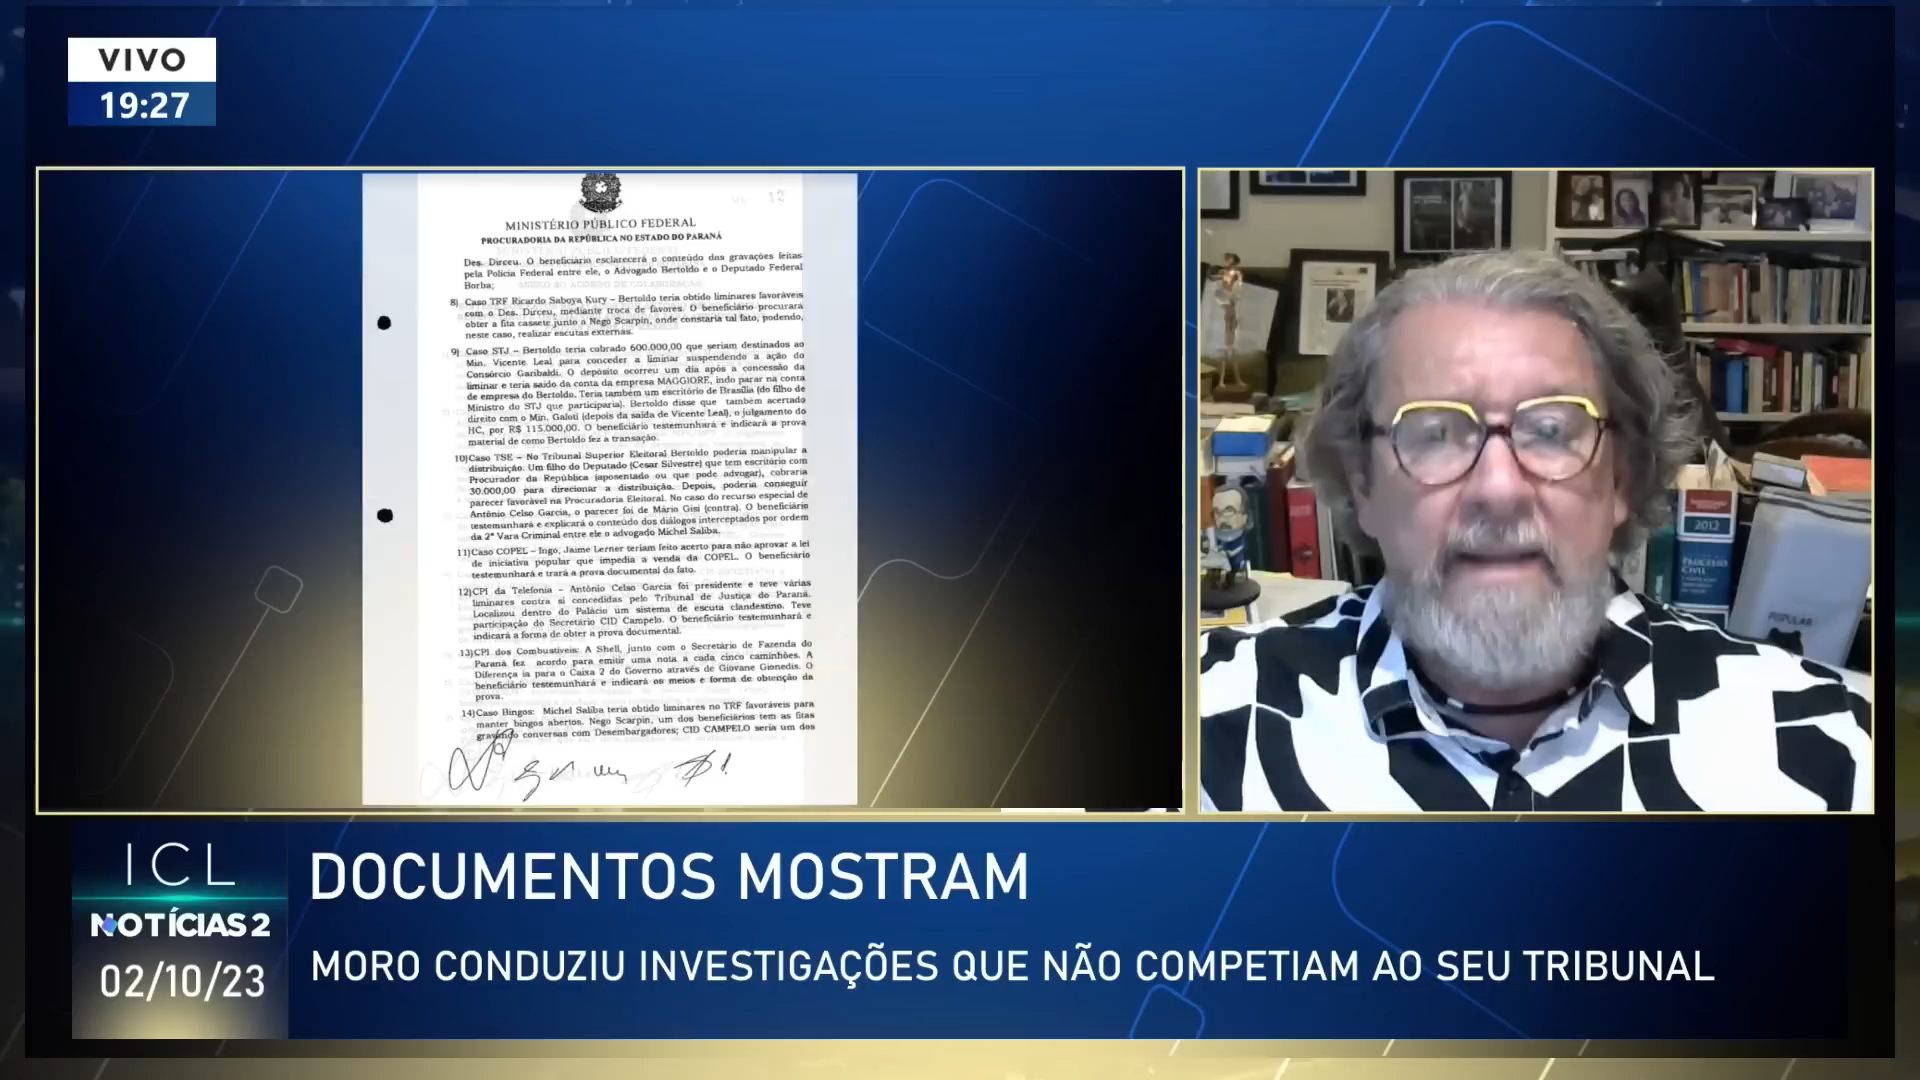 VIVO
19:27
12
MINISTÉRIO PÚBLICO FEDERAL
PROCURADORIA DA REPÚBLICA NO ESTADO DO PARANÁ
Des. Dirceu. O beneficiário esclarecerá o conteúdo das gravações feitas
pela Polícia Federal entre ele, o Advogado Bertoldo e o Deputado Federal
Borba;
8) Caso TRF Ricardo Saboya Kury – Bertoldo teria obtido liminares favoráveis
com o Des. Dirceu, mediante troca de favores. O beneficiário procurará
obter a fita cassete junto a Nego Scarpin, onde constaria tal fato, podendo,
neste caso, realizar escutas externas.
9) Caso STJ – Bertoldo teria cobrado 600.000,00 que seriam destinados ao
Min. Vicente Leal para conceder a liminar suspendendo a ação do
Consórcio Garibaldi. O depósito ocorreu um dia após a concessão da
liminar e teria saído da conta da empresa MAGGIORE, indo parar na conta
de empresa do Bertoldo. Teria também um escritório de Brasília (do filho de
Ministro do STJ que participaria). Bertoldo disse que também acertado
direito com o Min. Galoti (depois da saída de Vicente Leal), o julgamento do
HC, por R$ 115.000,00. O beneficiário testemunhará e indicará a prova
material de como Bertoldo fez a transação.
10)Caso TSE – No Tribunal Superior Eleitoral Bertoldo poderia manipular a
distribuição. Um filho do Deputado (Cesar Silvestre) que tem escritório com
Procurador da República (aposentado ou que pode advogar), cobraria
30.000,00 para direcionar a distribuição. Depois, poderia conseguir
parecer favorável na Procuradoria Eleitoral. No caso do recurso especial de
Antônio Celso Garcia, o parecer foi de Mário Gisi (contra). O beneficiário
testemunhará e explicará o conteúdo dos diálogos interceptados por ordem
da 2ª Vara Criminal entre ele o advogado Michel Saliba.
11)Caso COPEL – Ingo, Jaime Lerner teriam feito acerto para não aprovar a lei
de iniciativa popular que impedia a venda da COPEL. O beneficiário
testemunhará e trará a prova documental do fato.
12)CPI da Telefonia – Antônio Celso Garcia foi presidente e teve várias
liminares contra si concedidas pelo Tribunal de Justiça do Paraná.
Localizou dentro do Palácio um sistema de escuta clandestino. Teve
participação do Secretário CID Campelo. O beneficiário testemunhará e
indicará a forma de obter a prova documental.
13)CPI dos Combustíveis: A Shell, junto com o Secretário de Fazenda do
Paraná fez acordo para emitir uma nota a cada cinco caminhões. A
Diferença ia para o Caixa 2 do Governo através de Giovane Gionedis. O
beneficiário testemunhará e indicará os meios e forma de obtenção da
prova.
14)Caso Bingos: Michel Saliba teria obtido liminares no TRF favoráveis para
manter bingos abertos. Nego Scarpin, um dos beneficiários tem as fitas
gravando conversas com Desembargadores; CID CAMPELO seria um dos
2012
PROCESSO
CIVIL
POPULAR
ICL
NOTÍCIAS 2
02/10/23
DOCUMENTOS MOSTRAM
MORO CONDUZIU INVESTIGAÇÕES QUE NÃO COMPETIAM AO SEU TRIBUNAL